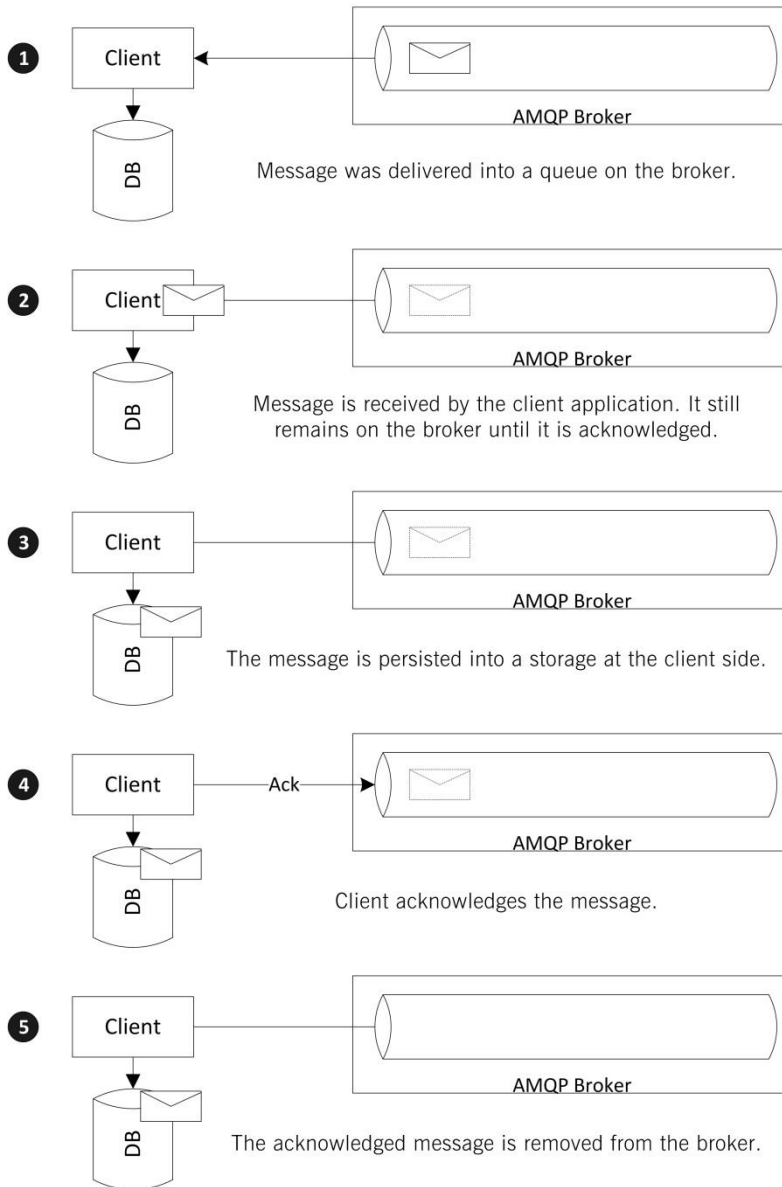 1
Client
DB
AMQP Broker
Message was delivered into a queue on the broker.
2
Client
DB
AMQP Broker
Message is received by the client application. It still
remains on the broker until it is acknowledged.
3
Client
DB
AMQP Broker
The message is persisted into a storage at the client side.
4
Client
Ack
DB
AMQP Broker
Client acknowledges the message.
5
Client
DB
AMQP Broker
The acknowledged message is removed from the broker.